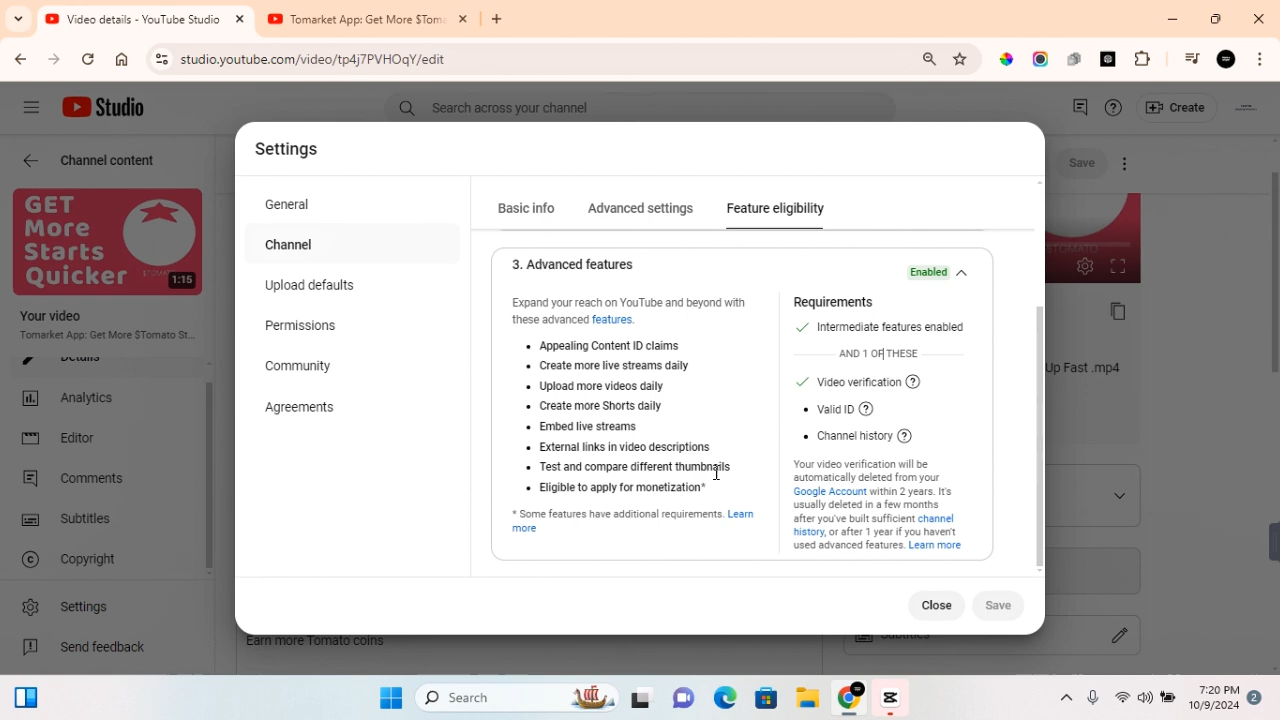 Video details - YouTube Studio
Tomarket App: Get More $Toma
studio.youtube.com/video/tp4j7PVHOqY/edit
Studio
Search across your channel
Create
Channel content
Save
GET
More
Starts
Quicker
1:15
Your video
Tomarket App: Get More $Tomato St...
Details
Analytics
Editor
Comments
Subtitles
Copyright
Settings
Send feedback
Settings
General
Channel
Upload defaults
Permissions
Community
Agreements
Basic info
Advanced settings
Feature eligibility
3. Advanced features
Enabled
Expand your reach on YouTube and beyond with
these advanced features.
• Appealing Content ID claims
• Create more live streams daily
• Upload more videos daily
• Create more Shorts daily
• Embed live streams
• External links in video descriptions
• Test and compare different thumbnails
• Eligible to apply for monetization*
* Some features have additional requirements. Learn
more
Requirements
Intermediate features enabled
AND 1 OF THESE
Video verification
• Valid ID
• Channel history
Your video verification will be
automatically deleted from your
Google Account within 2 years. It's
usually deleted in a few months
after you've built sufficient channel
history, or after 1 year if you haven't
used advanced features. Learn more
Close
Save
Up Fast .mp4
Subtitles
Earn more Tomato coins
Search
7:20 PM
10/9/2024
2